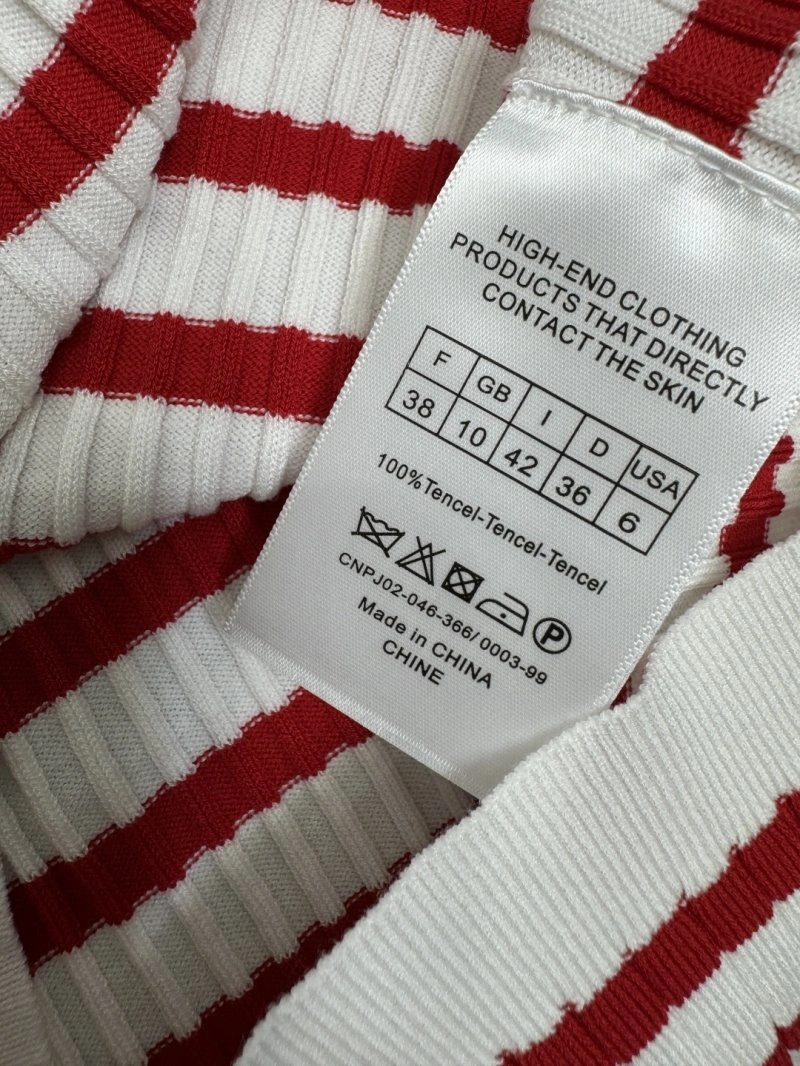 HIGH-END CLOTHING
PRODUCTS THAT DIRECTLY
CONTACT THE SKIN
F GB I D USA
38 10 42 36 6
100%Tencel-Tencel-Tencel
P
CNPJ02-046-366/0003-99
Made in CHINA
CHINE